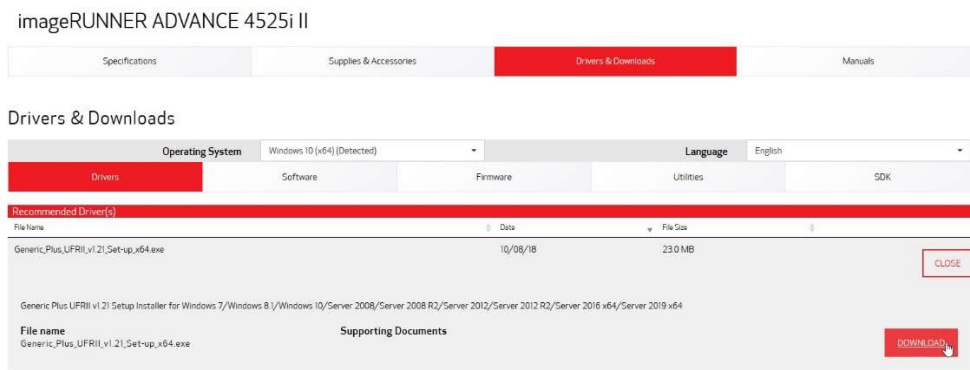 imageRUNNER ADVANCE 4525i II
Specifications Supplies & Accessories Drivers & Downloads Manuals
Drivers & Downloads
Operating System Windows 10 (x64) (Detected) Language English
Drivers Software Firmware Utilities SDK
Recommended Driver(s)
File Name Date File Size
Generic_Plus_UFRII_v1.21_Set-up_x64.exe 10/08/18 23.0 MB
CLOSE
Generic Plus UFRII v1.21 Setup Installer for Windows 7/Windows 8.1/Windows 10/Server 2008/Server 2008 R2/Server 2012/Server 2012 R2/Server 2016 x64/Server 2019 x64
File name Supporting Documents
Generic_Plus_UFRII_v1.21_Set-up_x64.exe
DOWNLOAD